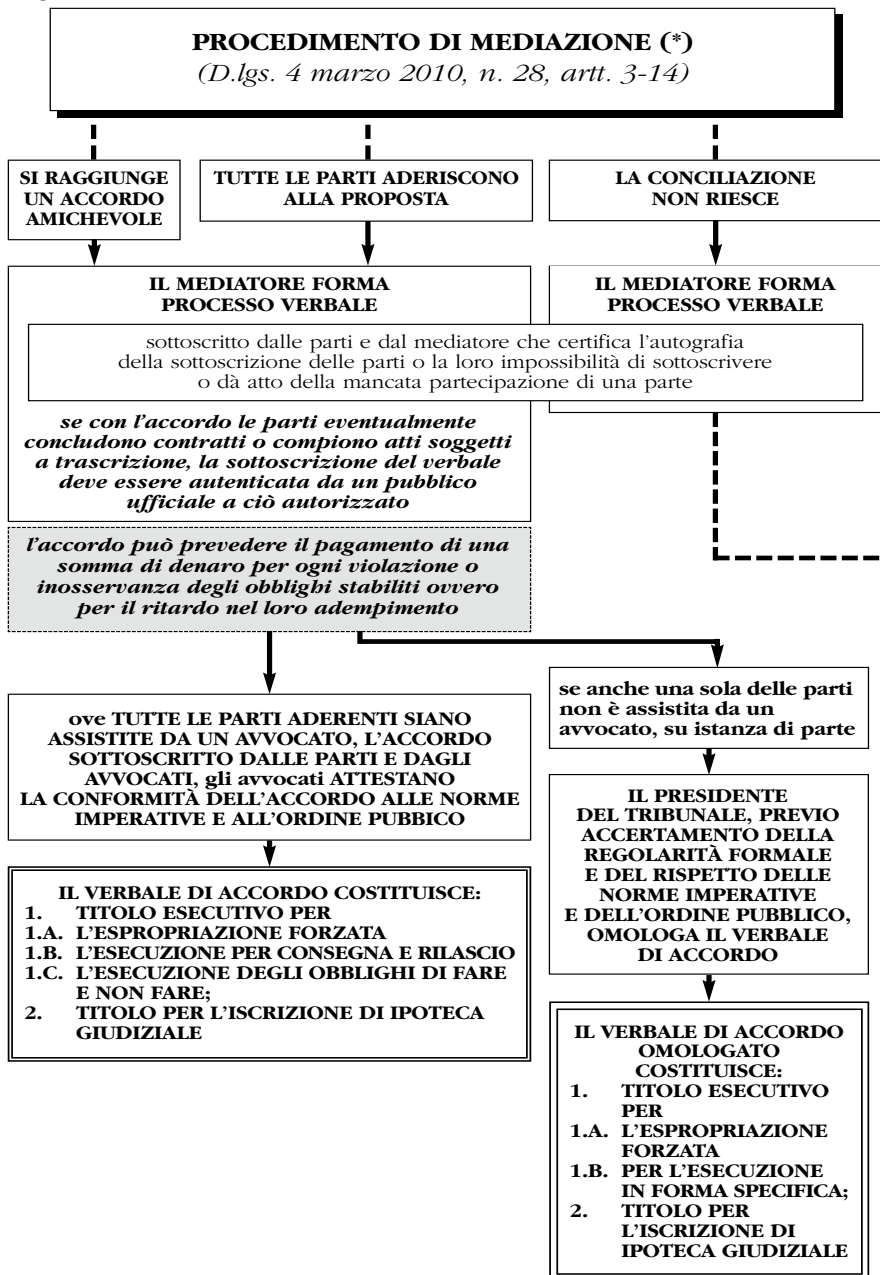 PROCEDIMENTO DI MEDIAZIONE (*)
(D.lgs. 4 marzo 2010, n. 28, artt. 3-14)
SI RAGGIUNGE
UN ACCORDO
AMICHEVOLE
TUTTE LE PARTI ADERISCONO
ALLA PROPOSTA
LA CONCILIAZIONE
NON RIESCE
IL MEDIATORE FORMA
PROCESSO VERBALE
IL MEDIATORE FORMA
PROCESSO VERBALE
sottoscritto dalle parti e dal mediatore che certifica l'autografia
della sottoscrizione delle parti o la loro impossibilità di sottoscrivere
o dà atto della mancata partecipazione di una parte
se con l'accordo le parti eventualmente
concludono contratti o compiono atti soggetti
a trascrizione, la sottoscrizione del verbale
deve essere autenticata da un pubblico
ufficiale a ciò autorizzato
l'accordo può prevedere il pagamento di una
somma di denaro per ogni violazione o
inosservanza degli obblighi stabiliti ovvero
per il ritardo nel loro adempimento
ove TUTTE LE PARTI ADERENTI SIANO
ASSISTITE DA UN AVVOCATO, L'ACCORDO
SOTTOSCRITTO DALLE PARTI E DAGLI
AVVOCATI, gli avvocati ATTESTANO
LA CONFORMITÀ DELL'ACCORDO ALLE NORME
IMPERATIVE E ALL'ORDINE PUBBICO
se anche una sola delle parti
non è assistita da un
avvocato, su istanza di parte
IL PRESIDENTE
DEL TRIBUNALE, PREVIO
ACCERTAMENTO DELLA
REGOLARITÀ FORMALE
E DEL RISPETTO DELLE
NORME IMPERATIVE
E DELL'ORDINE PUBBLICO,
OMOLOGA IL VERBALE
DI ACCORDO
IL VERBALE DI ACCORDO COSTITUISCE:
1. TITOLO ESECUTIVO PER
1.A. L'ESPROPRIAZIONE FORZATA
1.B. L'ESECUZIONE PER CONSEGNA E RILASCIO
1.C. L'ESECUZIONE DEGLI OBBLIGHI DI FARE
E NON FARE;
2. TITOLO PER L'ISCRIZIONE DI IPOTECA
GIUDIZIALE
IL VERBALE DI ACCORDO
OMOLOGATO
COSTITUISCE:
1. TITOLO ESECUTIVO
PER
1.A. L'ESPROPRIAZIONE
FORZATA
1.B. PER L'ESECUZIONE
IN FORMA SPECIFICA;
2. TITOLO PER
L'ISCRIZIONE DI
IPOTECA GIUDIZIALE